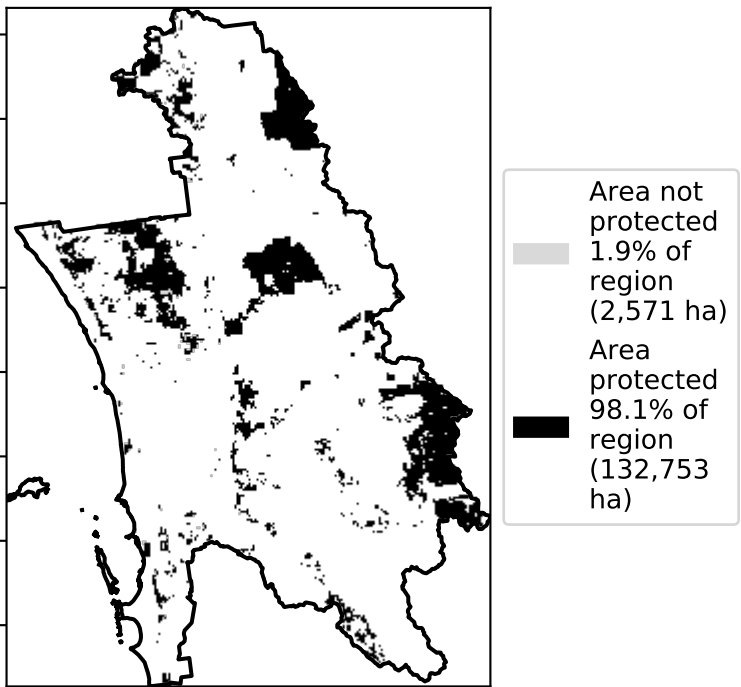 Area not
protected
1.9% of
region
(2,571 ha)
Area
protected
98.1% of
region
(132,753
ha)